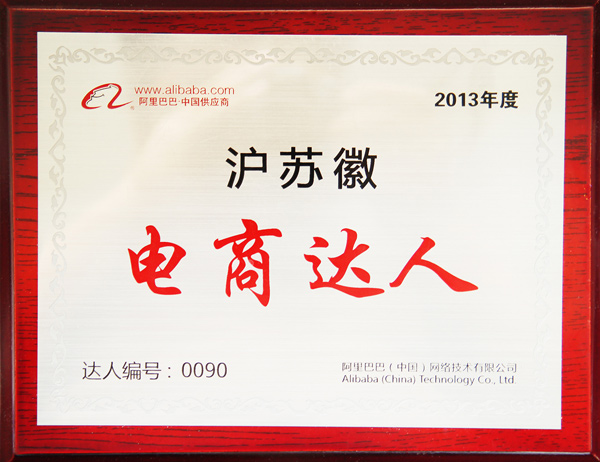 www.alibaba.com
阿里巴巴·中国供应商
2013年度
沪苏徽
电商达人
达人编号：0090
阿里巴巴（中国）网络技术有限公司
Alibaba (China) Technology Co., Ltd.